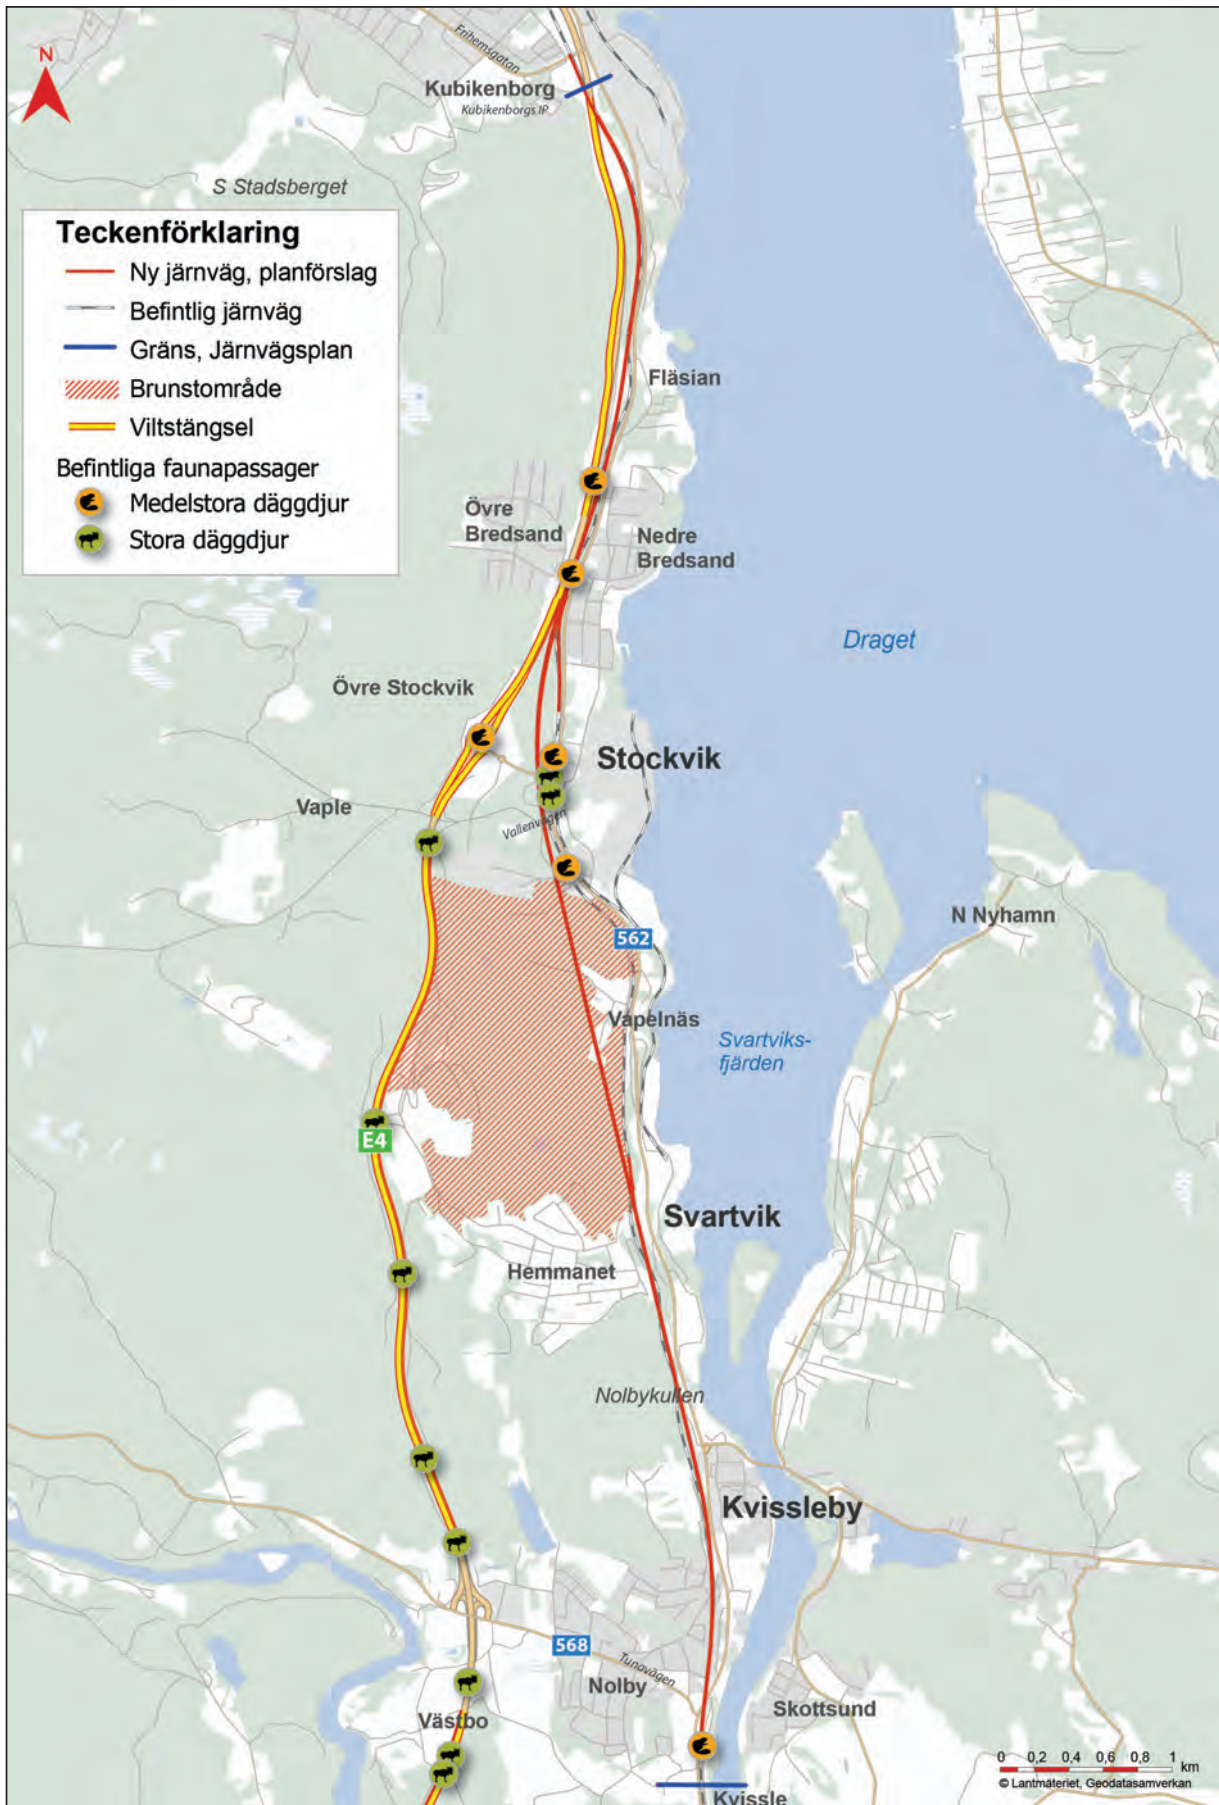 Frihemsgatan
N
Kubikenborg
Kubikenborgs IP
S Stadsberget
Teckenförklaring
Ny järnväg, planförslag
Befintlig järnväg
Gräns, Järnvägsplan
Brunstområde
Viltstängsel
Befintliga faunapassager
Medelstora däggdjur
Stora däggdjur
Fläsian
Övre
Bredsand
Nedre
Bredsand
Draget
Övre Stockvik
Stockvik
Vaple
Vallenvägen
N Nyhamn
562
Vapelnäs
Svartviks-
fjärden
E4
Svartvik
Hemmanet
Nolbykullen
Kvissleby
568
Tunavägen
Nolby
Skottsund
Västbo
0 0,2 0,4 0,6 0,8 1
km
© Lantmäteriet, Geodatasamverkan
Kvissle